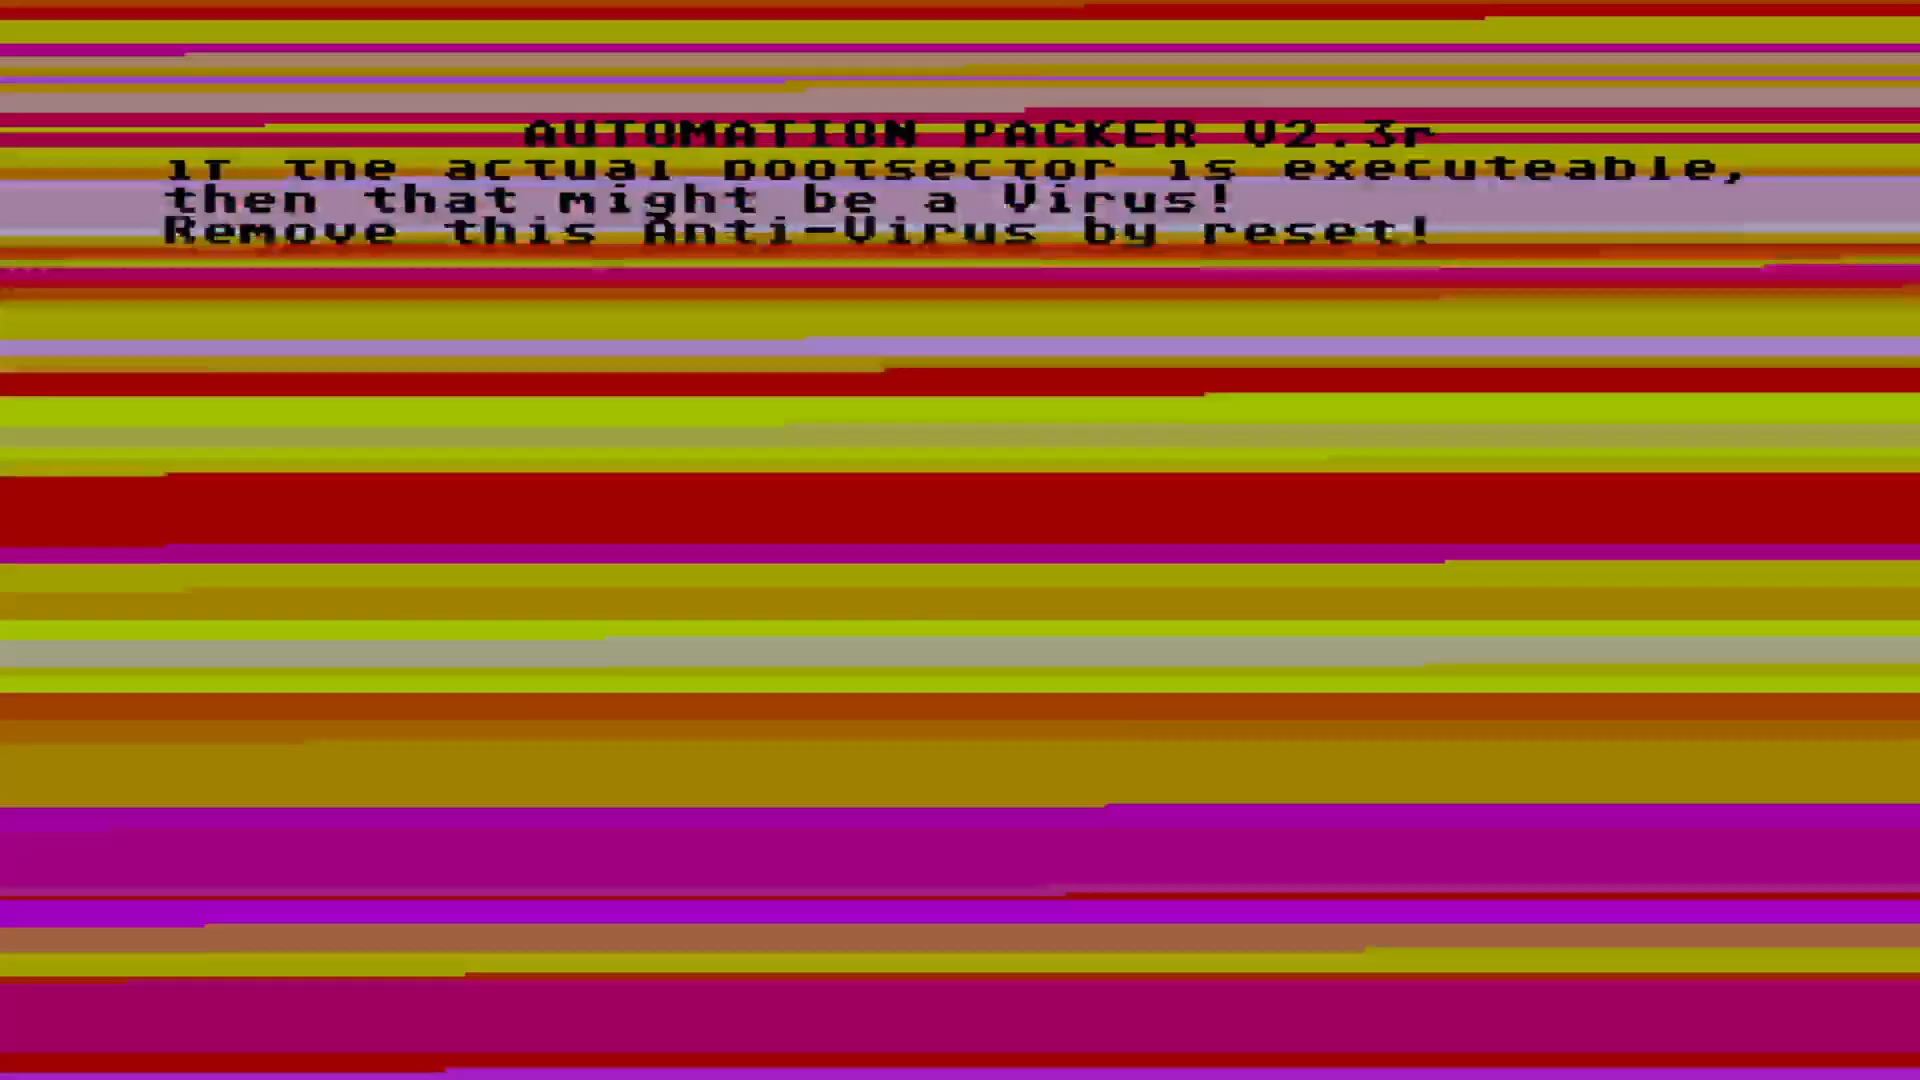 AUTOMATION PACKER V2.3r
if the actual bootsector is executeable,
then that might be a Virus!
Remove this Anti-Virus by reset!